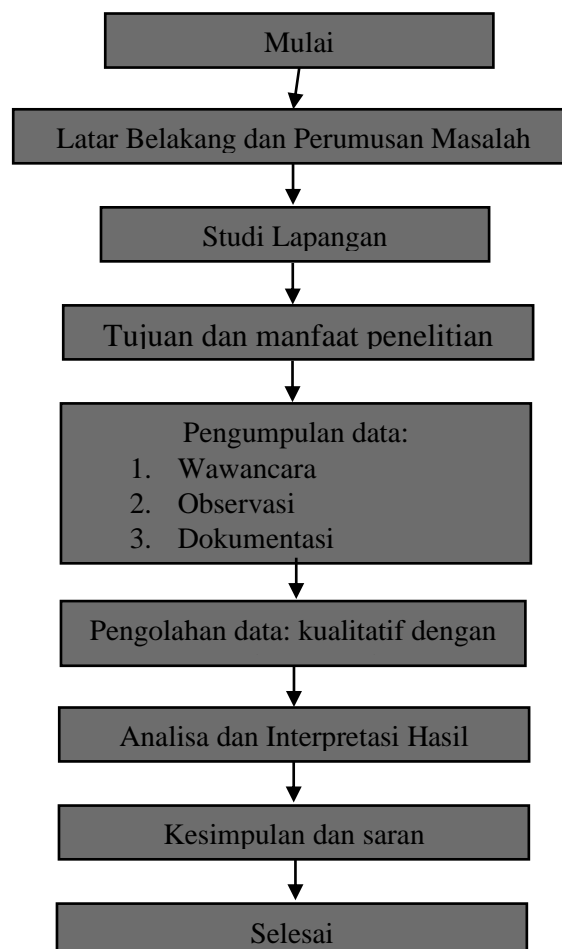 Mulai
Latar Belakang dan Perumusan Masalah
Studi Lapangan
Tujuan dan manfaat penelitian
Pengumpulan data:
1. Wawancara
2. Observasi
3. Dokumentasi
Pengolahan data: kualitatif dengan
Analisa dan Interpretasi Hasil
Kesimpulan dan saran
Selesai